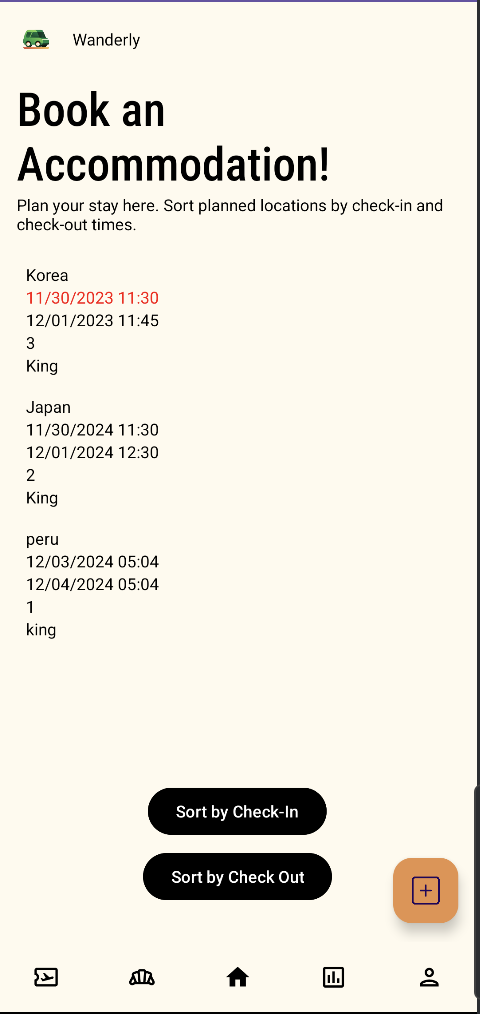 Wanderly
Book an
Accommodation!
Plan your stay here. Sort planned locations by check-in and
check-out times.
Korea
11/30/2023 11:30
12/01/2023 11:45
3
King
Japan
11/30/2024 11:30
12/01/2024 12:30
2
King
peru
12/03/2024 05:04
12/04/2024 05:04
1
king
Sort by Check-In
Sort by Check Out